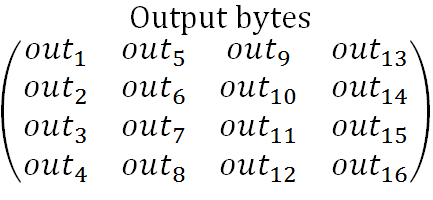 Output bytes
out₁ out₅ out₉ out₁₃
out₂ out₆ out₁₀ out₁₄
out₃ out₇ out₁₁ out₁₅
out₄ out₈ out₁₂ out₁₆